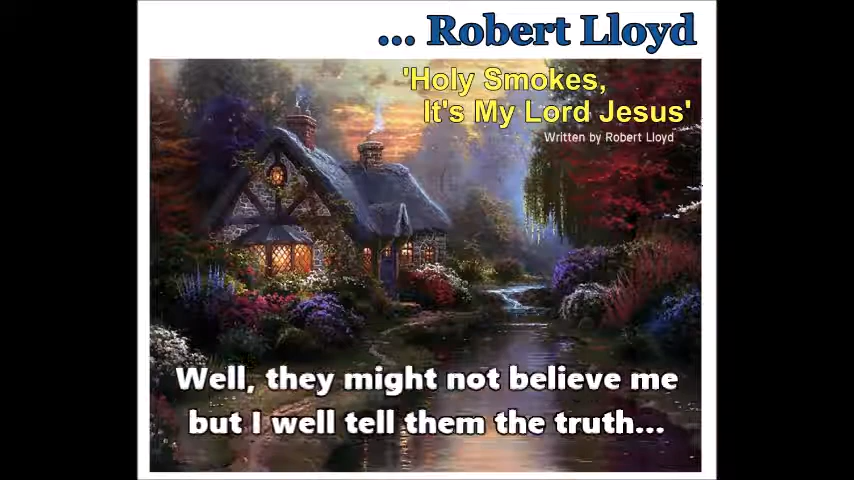 ... Robert Lloyd
'Holy Smokes,
It's My Lord Jesus'
Written by Robert Lloyd
Well, they might not believe me
but I well tell them the truth...